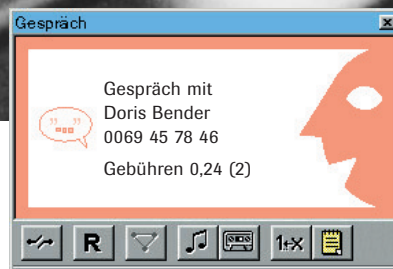 Gespräch
Gespräch mit
Doris Bender
0069 45 78 46
Gebühren 0,24 (2)
R 1+X